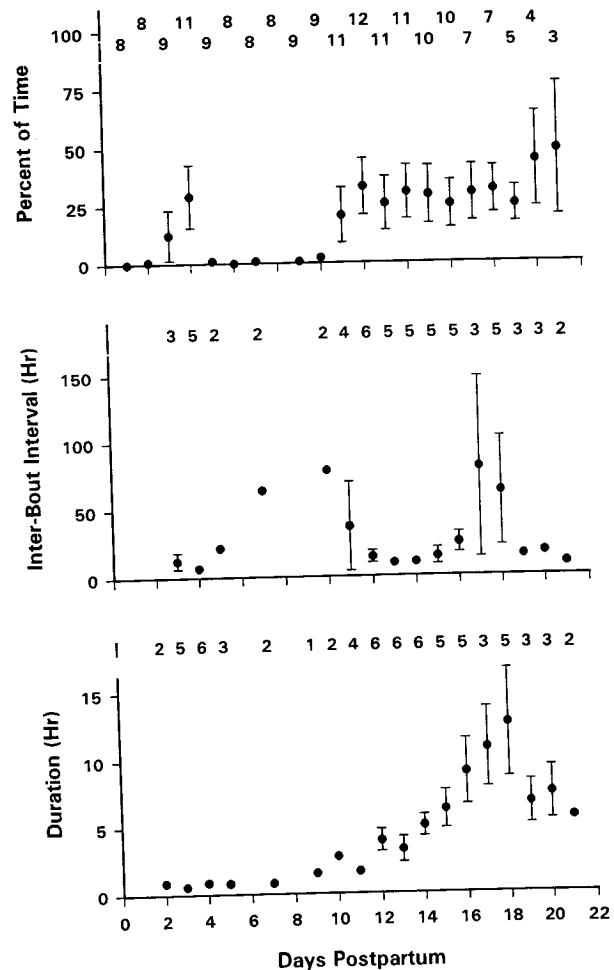 8 11 8 8 9 12 11 10 7 4
8 9 9 8 9 11 11 10 7 5 3
100
75
50
25
0
Percent of Time
3 5 2 2 2 4 6 5 5 5 5 3 5 3 3 2
150
100
50
0
Inter-Bout Interval (Hr)
1 2 5 6 3 2 1 2 4 6 6 6 5 5 3 5 3 3 2
15
10
5
0
Duration (Hr)
0 2 4 6 8 10 12 14 16 18 20 22
Days Postpartum